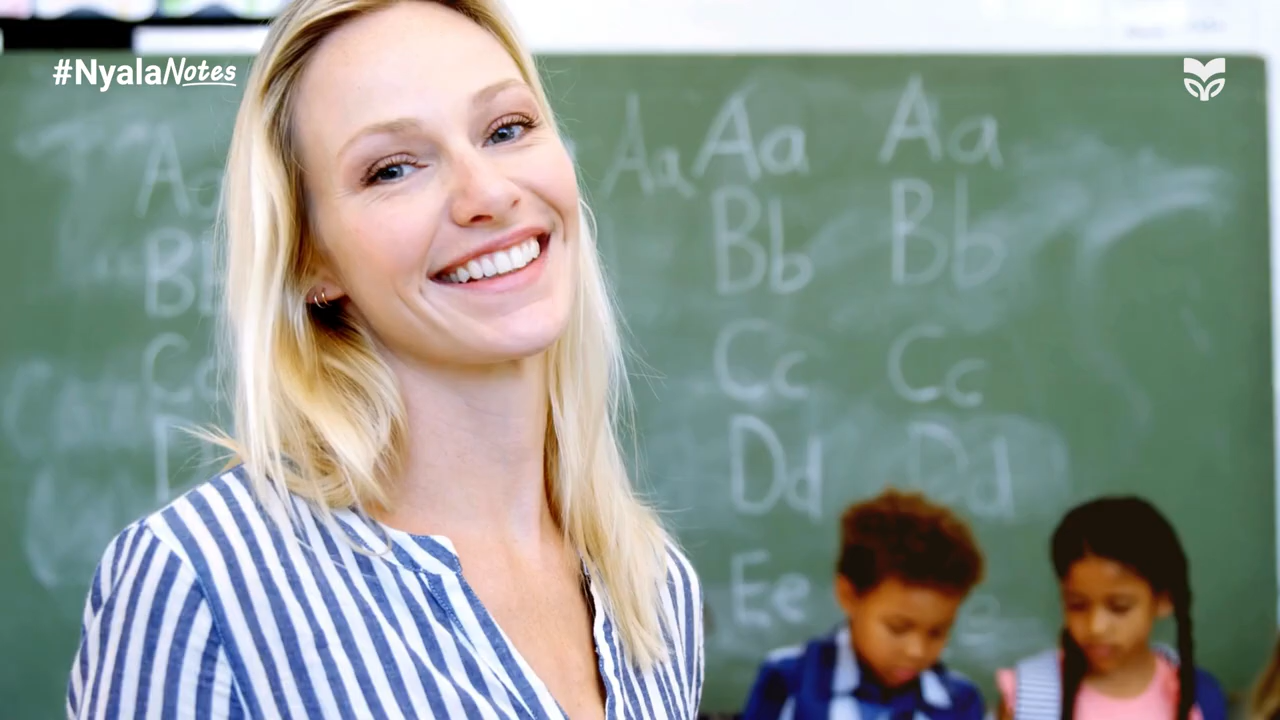 #NyalaNotes
A Aa Aa Aa
B Bb Bb
Cc Cc
D Dd Dd
Ee e